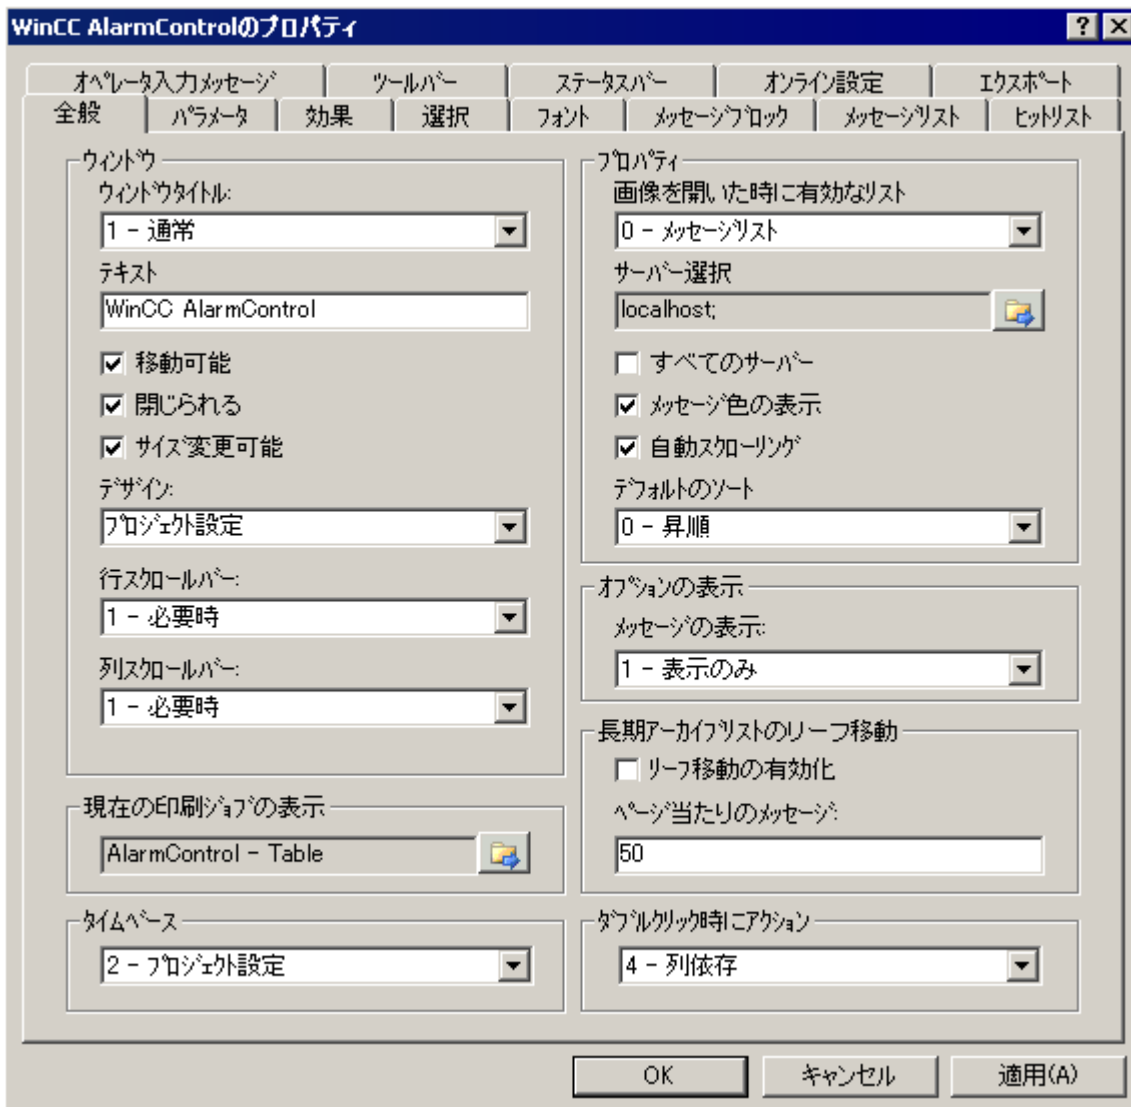 WinCC AlarmControlのプロパティ
オペレータ入力メッセージ ツールバー ステータスバー オンライン設定 エクスポート
全般 パラメータ 効果 選択 フォント メッセージブロック メッセージリスト ヒットリスト
ウィンドウ
ウィンドウタイトル:
1 - 通常
テキスト
WinCC AlarmControl
移動可能
閉じられる
サイズ変更可能
デザイン:
プロジェクト設定
行スクロールバー:
1 - 必要時
列スクロールバー:
1 - 必要時
現在の印刷ジョブの表示
AlarmControl - Table
タイムベース
2 - プロジェクト設定
プロパティ
画像を開いた時に有効なリスト
0 - メッセージリスト
サーバー選択
localhost;
すべてのサーバー
メッセージ色の表示
自動スクローリング
デフォルトのソート
0 - 昇順
オプションの表示
メッセージの表示:
1 - 表示のみ
長期アーカイブリストのリーフ移動
リーフ移動の有効化
ページ当たりのメッセージ:
50
ダブルクリック時にアクション
4 - 列依存
OK キャンセル 適用(A)